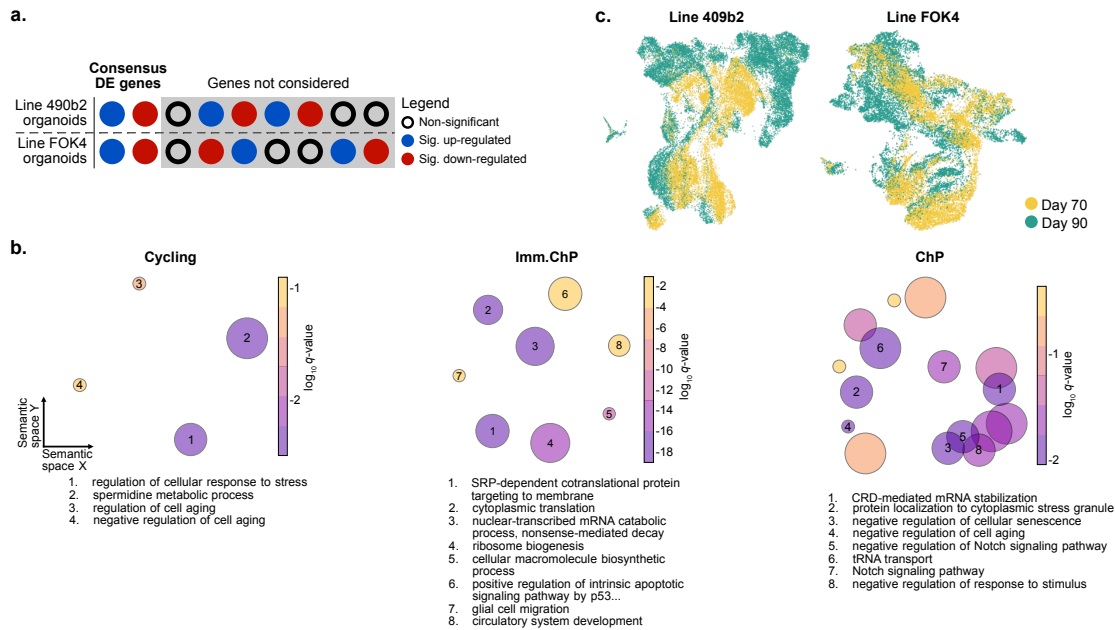 a.
Consensus
DE genes
Genes not considered
Line 490b2
organoids
Line FOK4
organoids
Legend
Non-significant
Sig. up-regulated
Sig. down-regulated
c.
Line 409b2
Line FOK4
Day 70
Day 90
b.
Cycling
3
2
4
1
-1
-2
log10 q-value
Semantic
space Y
Semantic
space X
1. regulation of cellular response to stress
2. spermidine metabolic process
3. regulation of cell aging
4. negative regulation of cell aging
Imm.ChP
6
2
3
8
7
5
1
4
-2
-4
-6
-8
-10
-12
-14
-16
-18
log10 q-value
1. SRP-dependent cotranslational protein
targeting to membrane
2. cytoplasmic translation
3. nuclear-transcribed mRNA catabolic
process, nonsense-mediated decay
4. ribosome biogenesis
5. cellular macromolecule biosynthetic
process
6. positive regulation of intrinsic apoptotic
signaling pathway by p53...
7. glial cell migration
8. circulatory system development
ChP
6
7
2
1
4
5
3
8
-1
-2
log10 q-value
1. CRD-mediated mRNA stabilization
2. protein localization to cytoplasmic stress granule
3. negative regulation of cellular senescence
4. negative regulation of cell aging
5. negative regulation of Notch signaling pathway
6. tRNA transport
7. Notch signaling pathway
8. negative regulation of response to stimulus